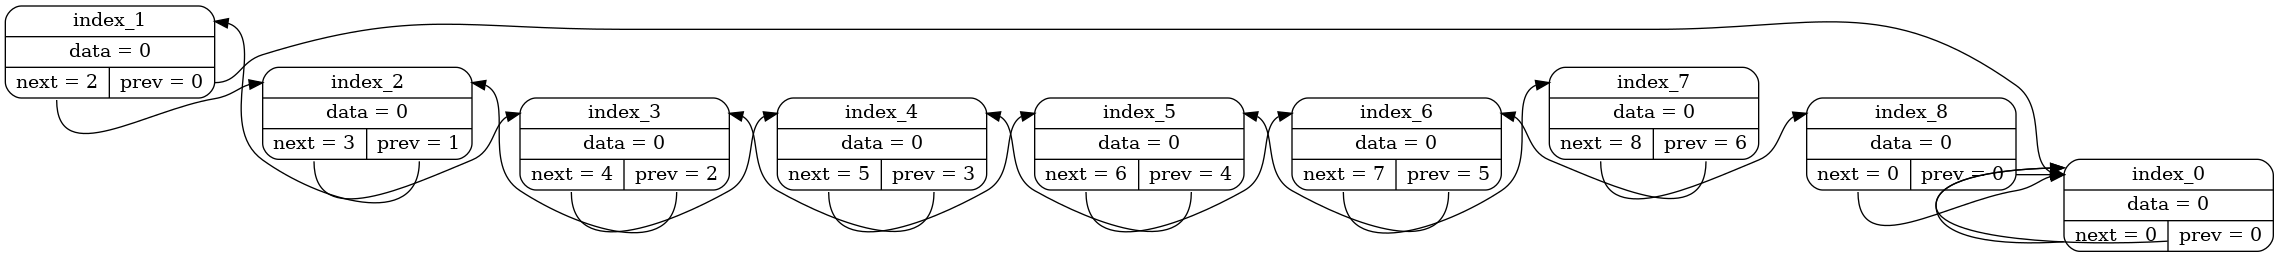 index_1
data = 0
next = 2 prev = 0
index_2
data = 0
next = 3 prev = 1
index_3
data = 0
next = 4 prev = 2
index_4
data = 0
next = 5 prev = 3
index_5
data = 0
next = 6 prev = 4
index_6
data = 0
next = 7 prev = 5
index_7
data = 0
next = 8 prev = 6
index_8
data = 0
next = 0 prev = 0
index_0
data = 0
next = 0 prev = 0